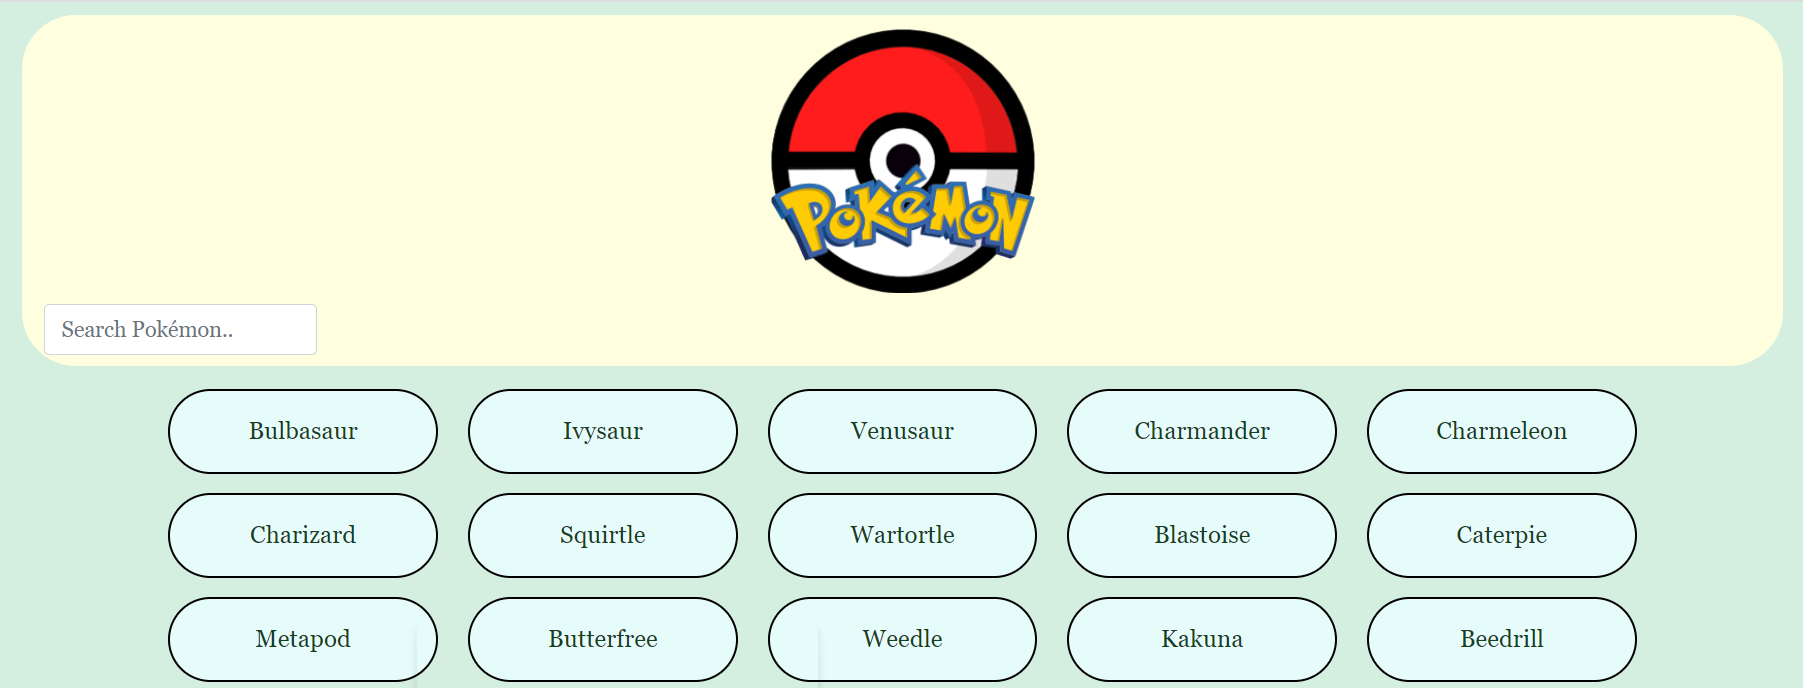 Pokémon
Search Pokémon..
Bulbasaur Ivysaur Venusaur Charmander Charmeleon
Charizard Squirtle Wartortle Blastoise Caterpie
Metapod Butterfree Weedle Kakuna Beedrill